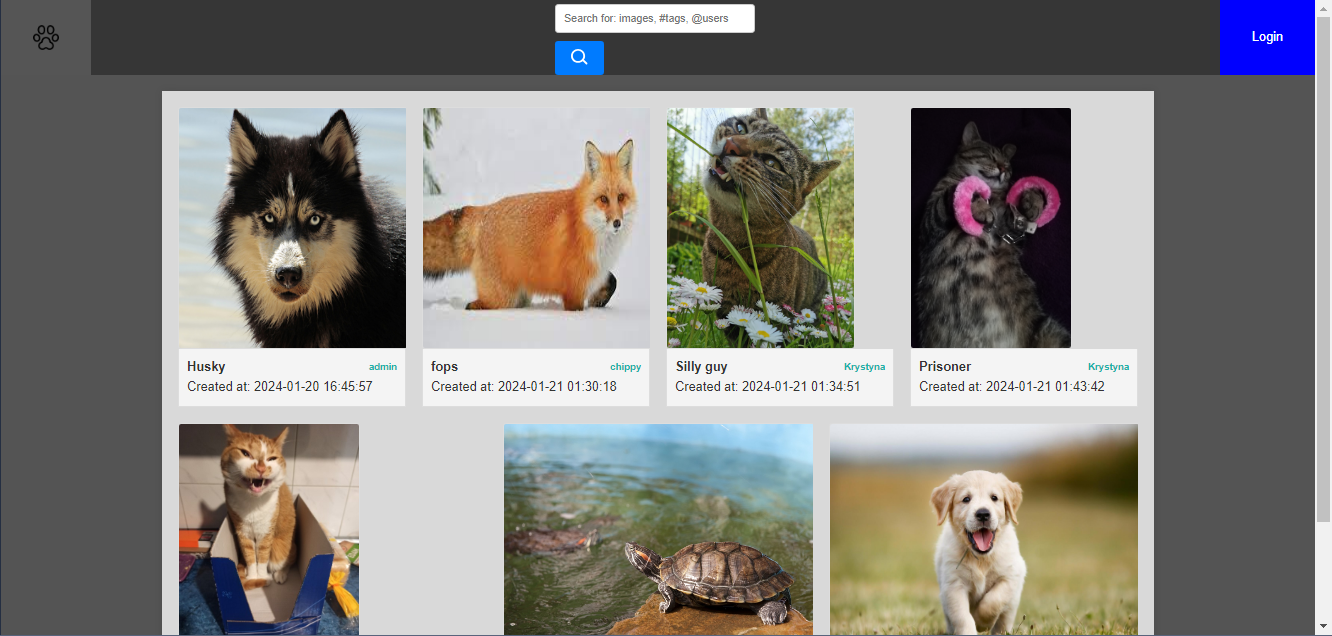 Search for: images, #tags, @users
Login
Husky admin
Created at: 2024-01-20 16:45:57
fops chippy
Created at: 2024-01-21 01:30:18
Silly guy Krystyna
Created at: 2024-01-21 01:34:51
Prisoner Krystyna
Created at: 2024-01-21 01:43:42